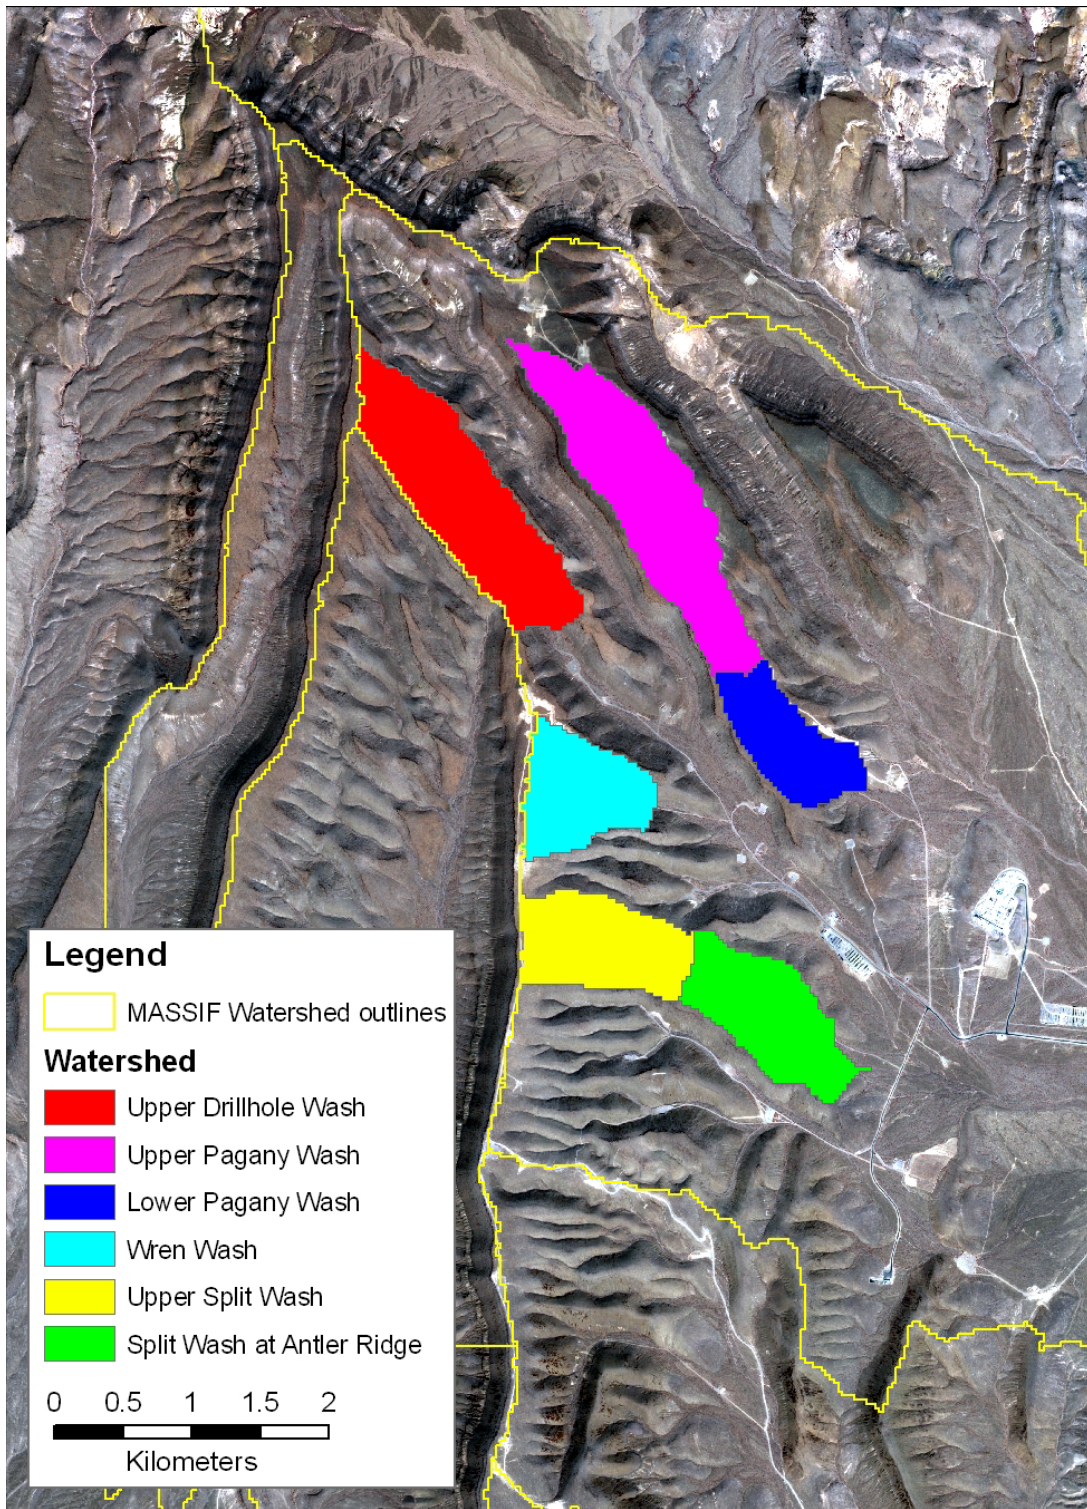 Legend
MASSIF Watershed outlines
Watershed
Upper Drillhole Wash
Upper Pagany Wash
Lower Pagany Wash
Wren Wash
Upper Split Wash
Split Wash at Antler Ridge
0 0.5 1 1.5 2
Kilometers